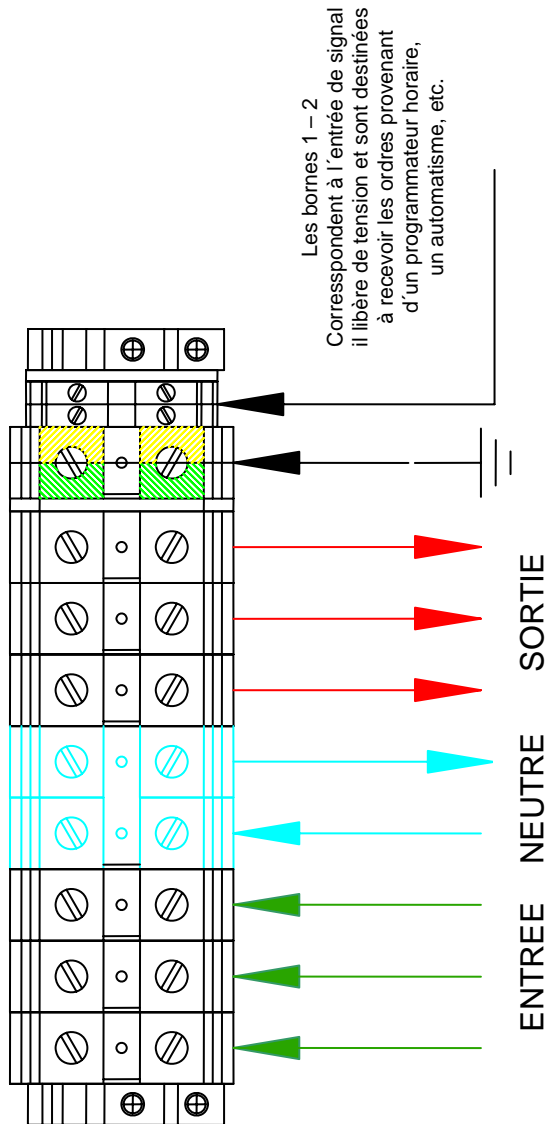 Les bornes 1 – 2
Corresspondent à l´entrée de signal
il libère de tension et sont destinées
à recevoir les ordres provenant
d´un programmateur horaire,
un automatisme, etc.
ENTREE
NEUTRE
SORTIE